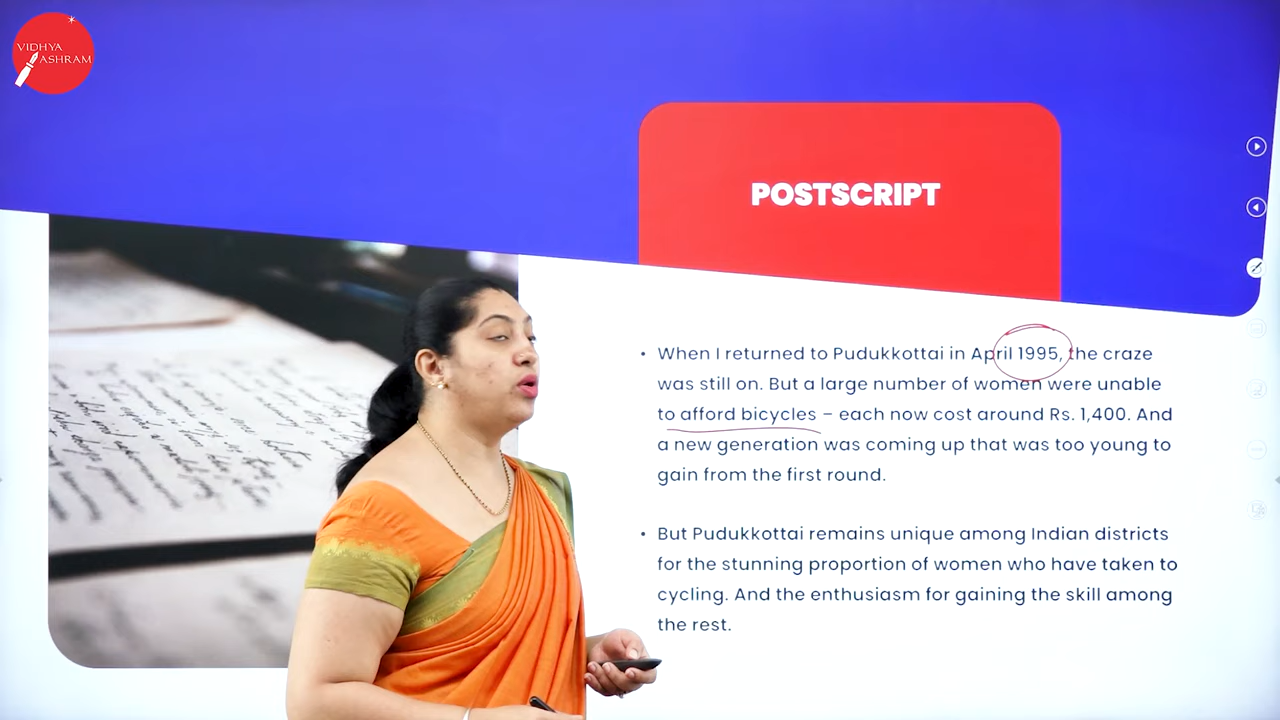 VIDHYA
ASHRAM
POSTSCRIPT
• When I returned to Pudukkottai in April 1995, the craze
was still on. But a large number of women were unable
to afford bicycles – each now cost around Rs. 1,400. And
a new generation was coming up that was too young to
gain from the first round.
• But Pudukkottai remains unique among Indian districts
for the stunning proportion of women who have taken to
cycling. And the enthusiasm for gaining the skill among
the rest.